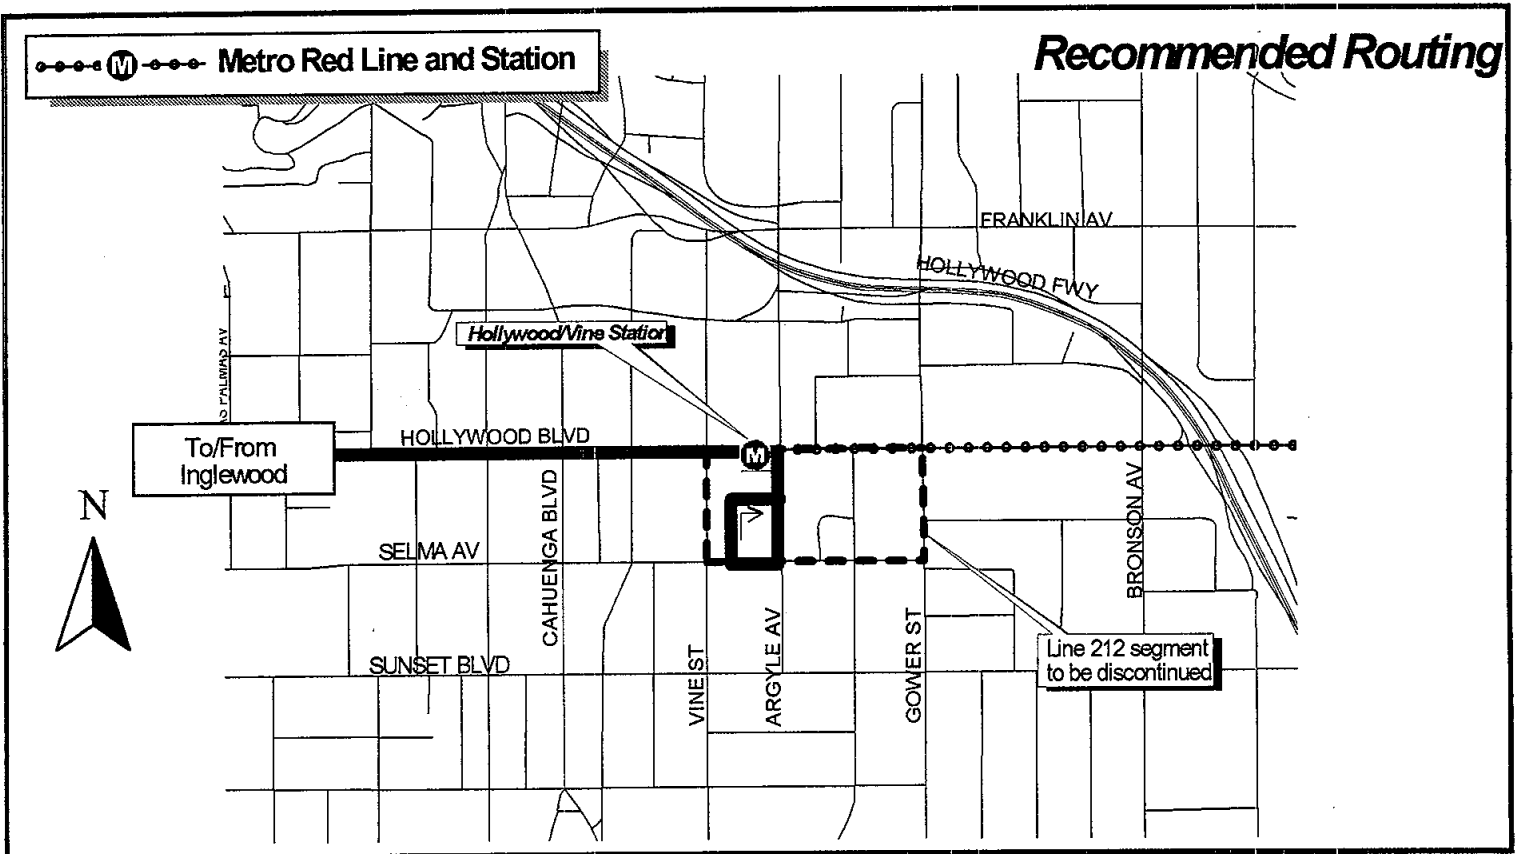 M Metro Red Line and Station
Recommended Routing
FRANKLIN AV
HOLLYWOOD FWY
Hollywood/Vine Station
PALMAS AV
HOLLYWOOD BLVD
To/From
Inglewood
M
N
SELMA AV
CAHUENGA BLVD
BRONSON AV
SUNSET BLVD
VINE ST
ARGYLE AV
GOWER ST
Line 212 segment
to be discontinued